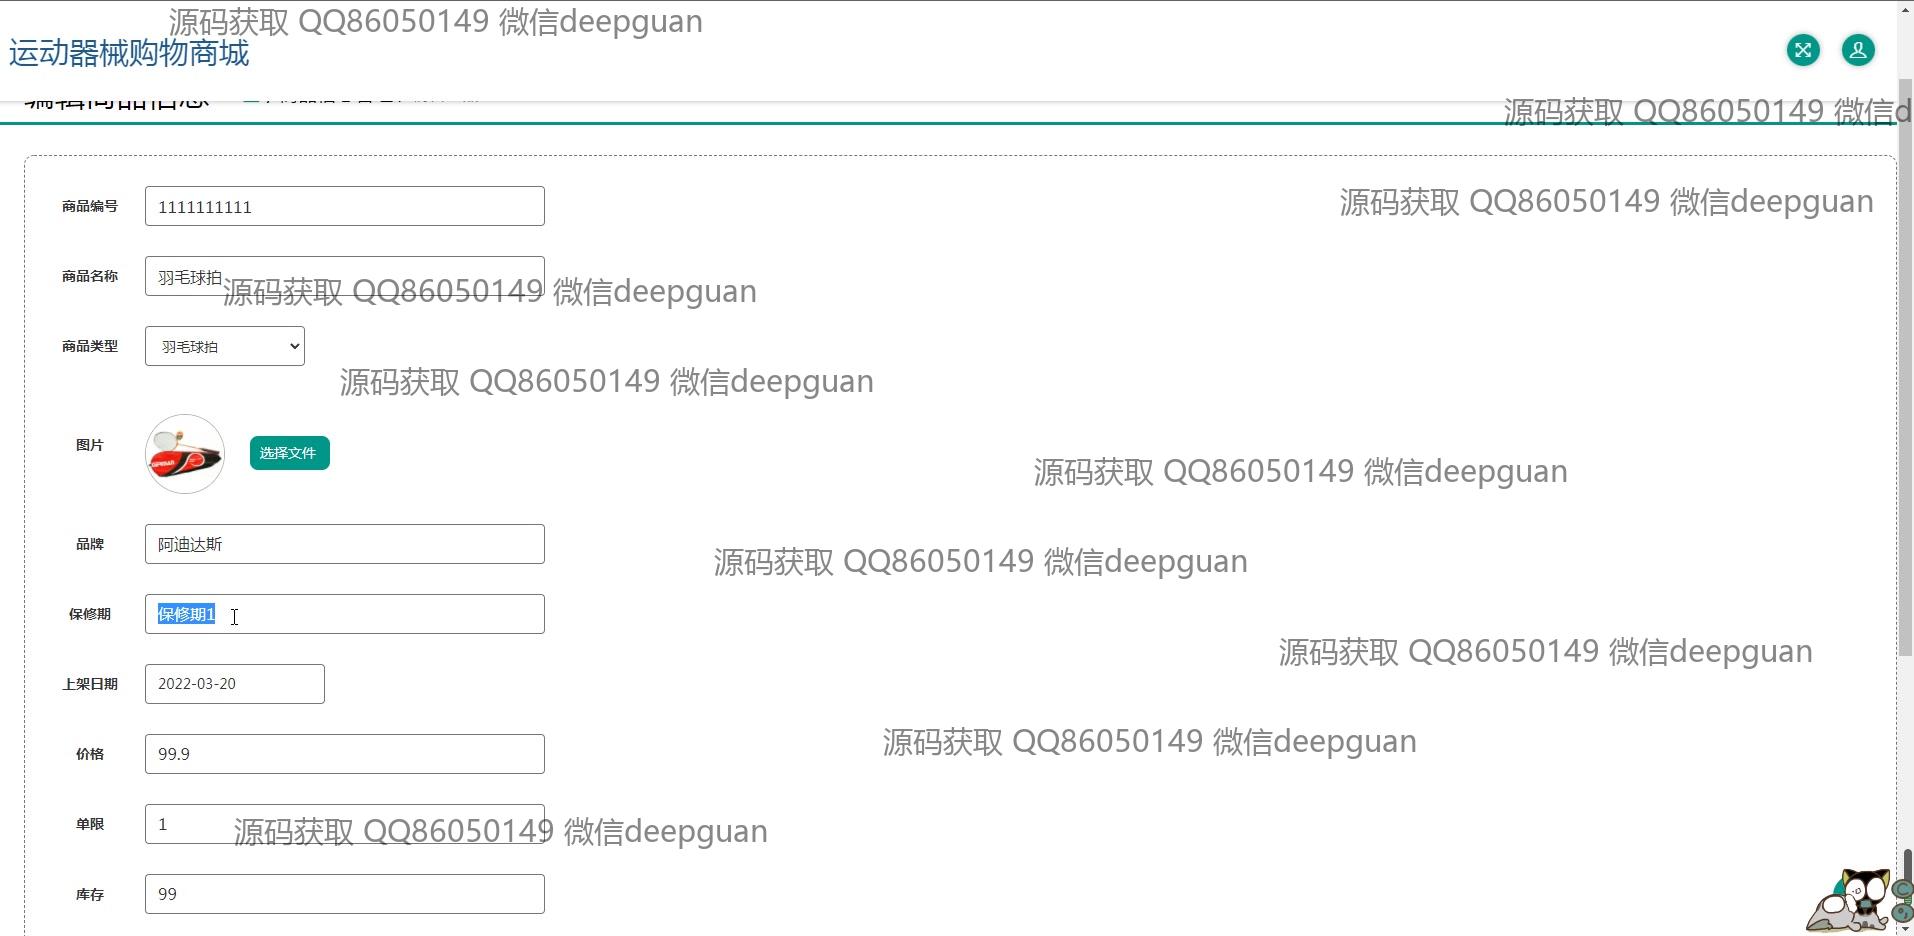 源码获取 QQ86050149 微信deepguan
运动器械购物商城
编辑商品信息
源码获取 QQ86050149 微信d
商品编号 1111111111
源码获取 QQ86050149 微信deepguan
商品名称 羽毛球拍
源码获取 QQ86050149 微信deepguan
商品类型 羽毛球拍
源码获取 QQ86050149 微信deepguan
图片 选择文件
源码获取 QQ86050149 微信deepguan
品牌 阿迪达斯
源码获取 QQ86050149 微信deepguan
保修期 保修期1
源码获取 QQ86050149 微信deepguan
上架日期 2022-03-20
源码获取 QQ86050149 微信deepguan
价格 99.9
单限 1
源码获取 QQ86050149 微信deepguan
库存 99